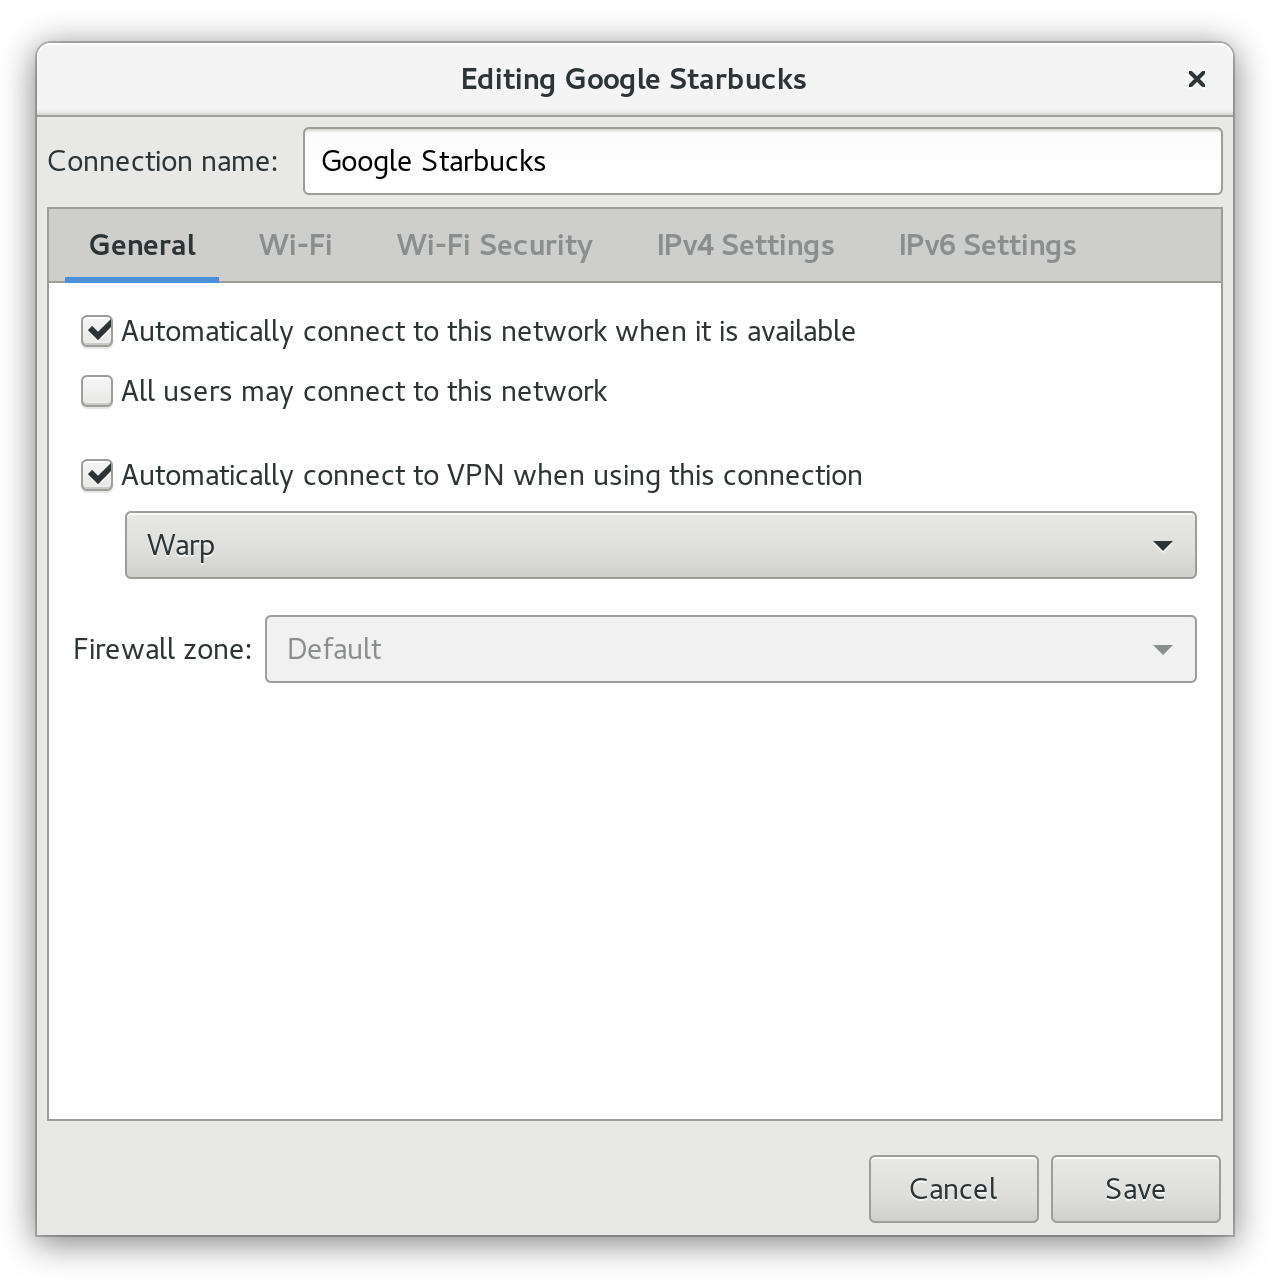 Editing Google Starbucks
Connection name: Google Starbucks
General Wi-Fi Wi-Fi Security IPv4 Settings IPv6 Settings
Automatically connect to this network when it is available
All users may connect to this network
Automatically connect to VPN when using this connection
Warp
Firewall zone: Default
Cancel Save